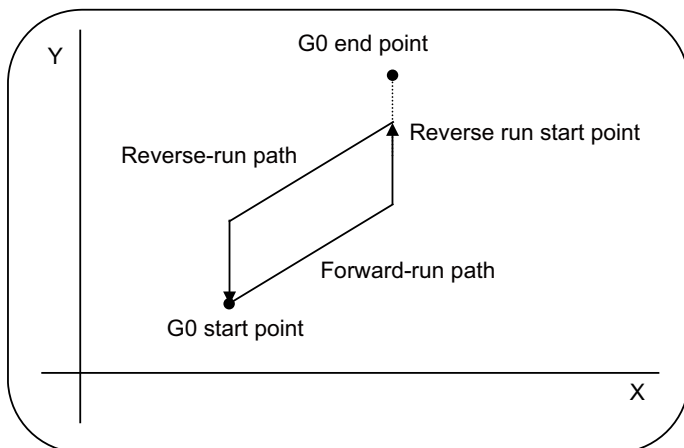 G0 end point
Y
Reverse run start point
Reverse-run path
Forward-run path
G0 start point
X